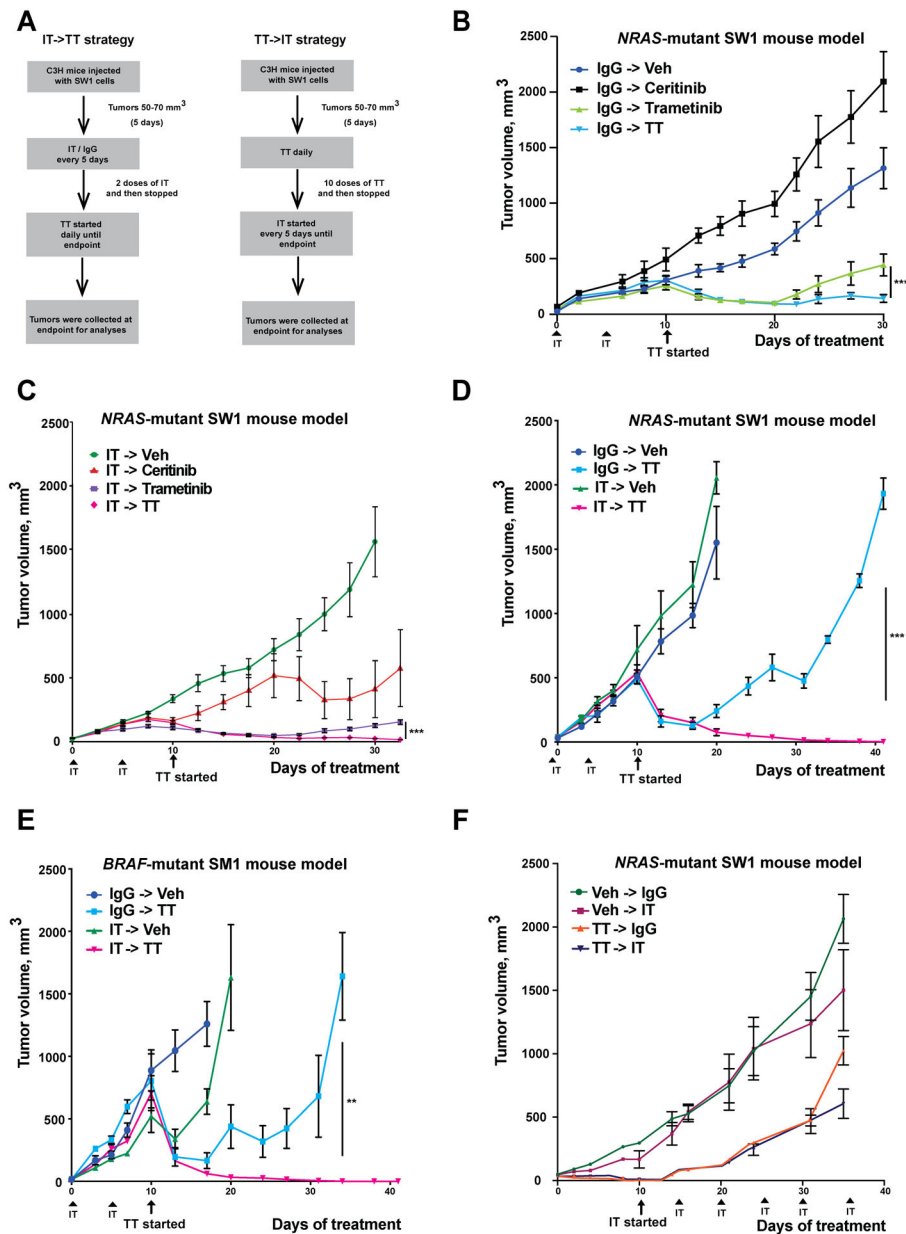 A
IT->TT strategy
C3H mice injected
with SW1 cells
Tumors 50-70 mm3
(5 days)
IT / IgG
every 5 days
2 doses of IT
and then stopped
TT started
daily until
endpoint
Tumors were collected at
endpoint for analyses
TT->IT strategy
C3H mice injected
with SW1 cells
Tumors 50-70 mm3
(5 days)
TT daily
10 doses of TT
and then stopped
IT started
every 5 days until
endpoint
Tumors were collected at
endpoint for analyses
B
NRAS-mutant SW1 mouse model
IgG -> Veh
IgG -> Ceritinib
IgG -> Trametinib
IgG -> TT
Tumor volume, mm3
2500
2000
1500
1000
500
0
***
0 10 20 30
IT IT TT started Days of treatment
C
NRAS-mutant SW1 mouse model
IT -> Veh
IT -> Ceritinib
IT -> Trametinib
IT -> TT
Tumor volume, mm3
2500
2000
1500
1000
500
0
***
0 10 20 30
IT IT TT started Days of treatment
D
NRAS-mutant SW1 mouse model
IgG -> Veh
IgG -> TT
IT -> Veh
IT -> TT
Tumor volume, mm3
2500
2000
1500
1000
500
0
***
0 10 20 30 40
IT IT TT started Days of treatment
E
BRAF-mutant SM1 mouse model
IgG -> Veh
IgG -> TT
IT -> Veh
IT -> TT
Tumor volume, mm3
2500
2000
1500
1000
500
0
**
0 10 20 30 40
IT IT TT started Days of treatment
F
NRAS-mutant SW1 mouse model
Veh -> IgG
Veh -> IT
TT -> IgG
TT -> IT
Tumor volume, mm3
2500
2000
1500
1000
500
0
0 10 20 30 40
IT started IT IT IT IT IT
Days of treatment